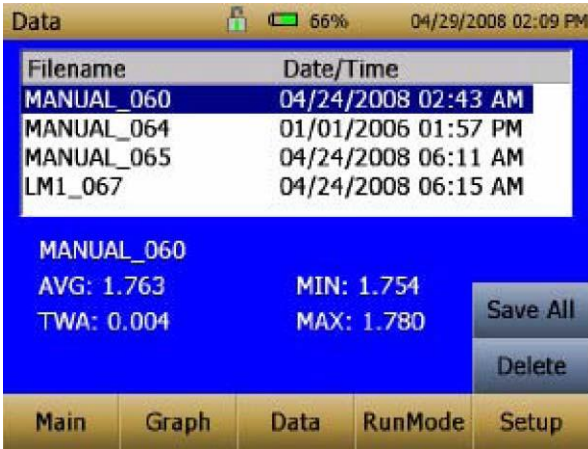 Data 66% 04/29/2008 02:09 PM
Filename Date/Time
MANUAL_060 04/24/2008 02:43 AM
MANUAL_064 01/01/2006 01:57 PM
MANUAL_065 04/24/2008 06:11 AM
LM1_067 04/24/2008 06:15 AM
MANUAL_060
AVG: 1.763 MIN: 1.754
TWA: 0.004 MAX: 1.780
Save All
Delete
Main Graph Data RunMode Setup